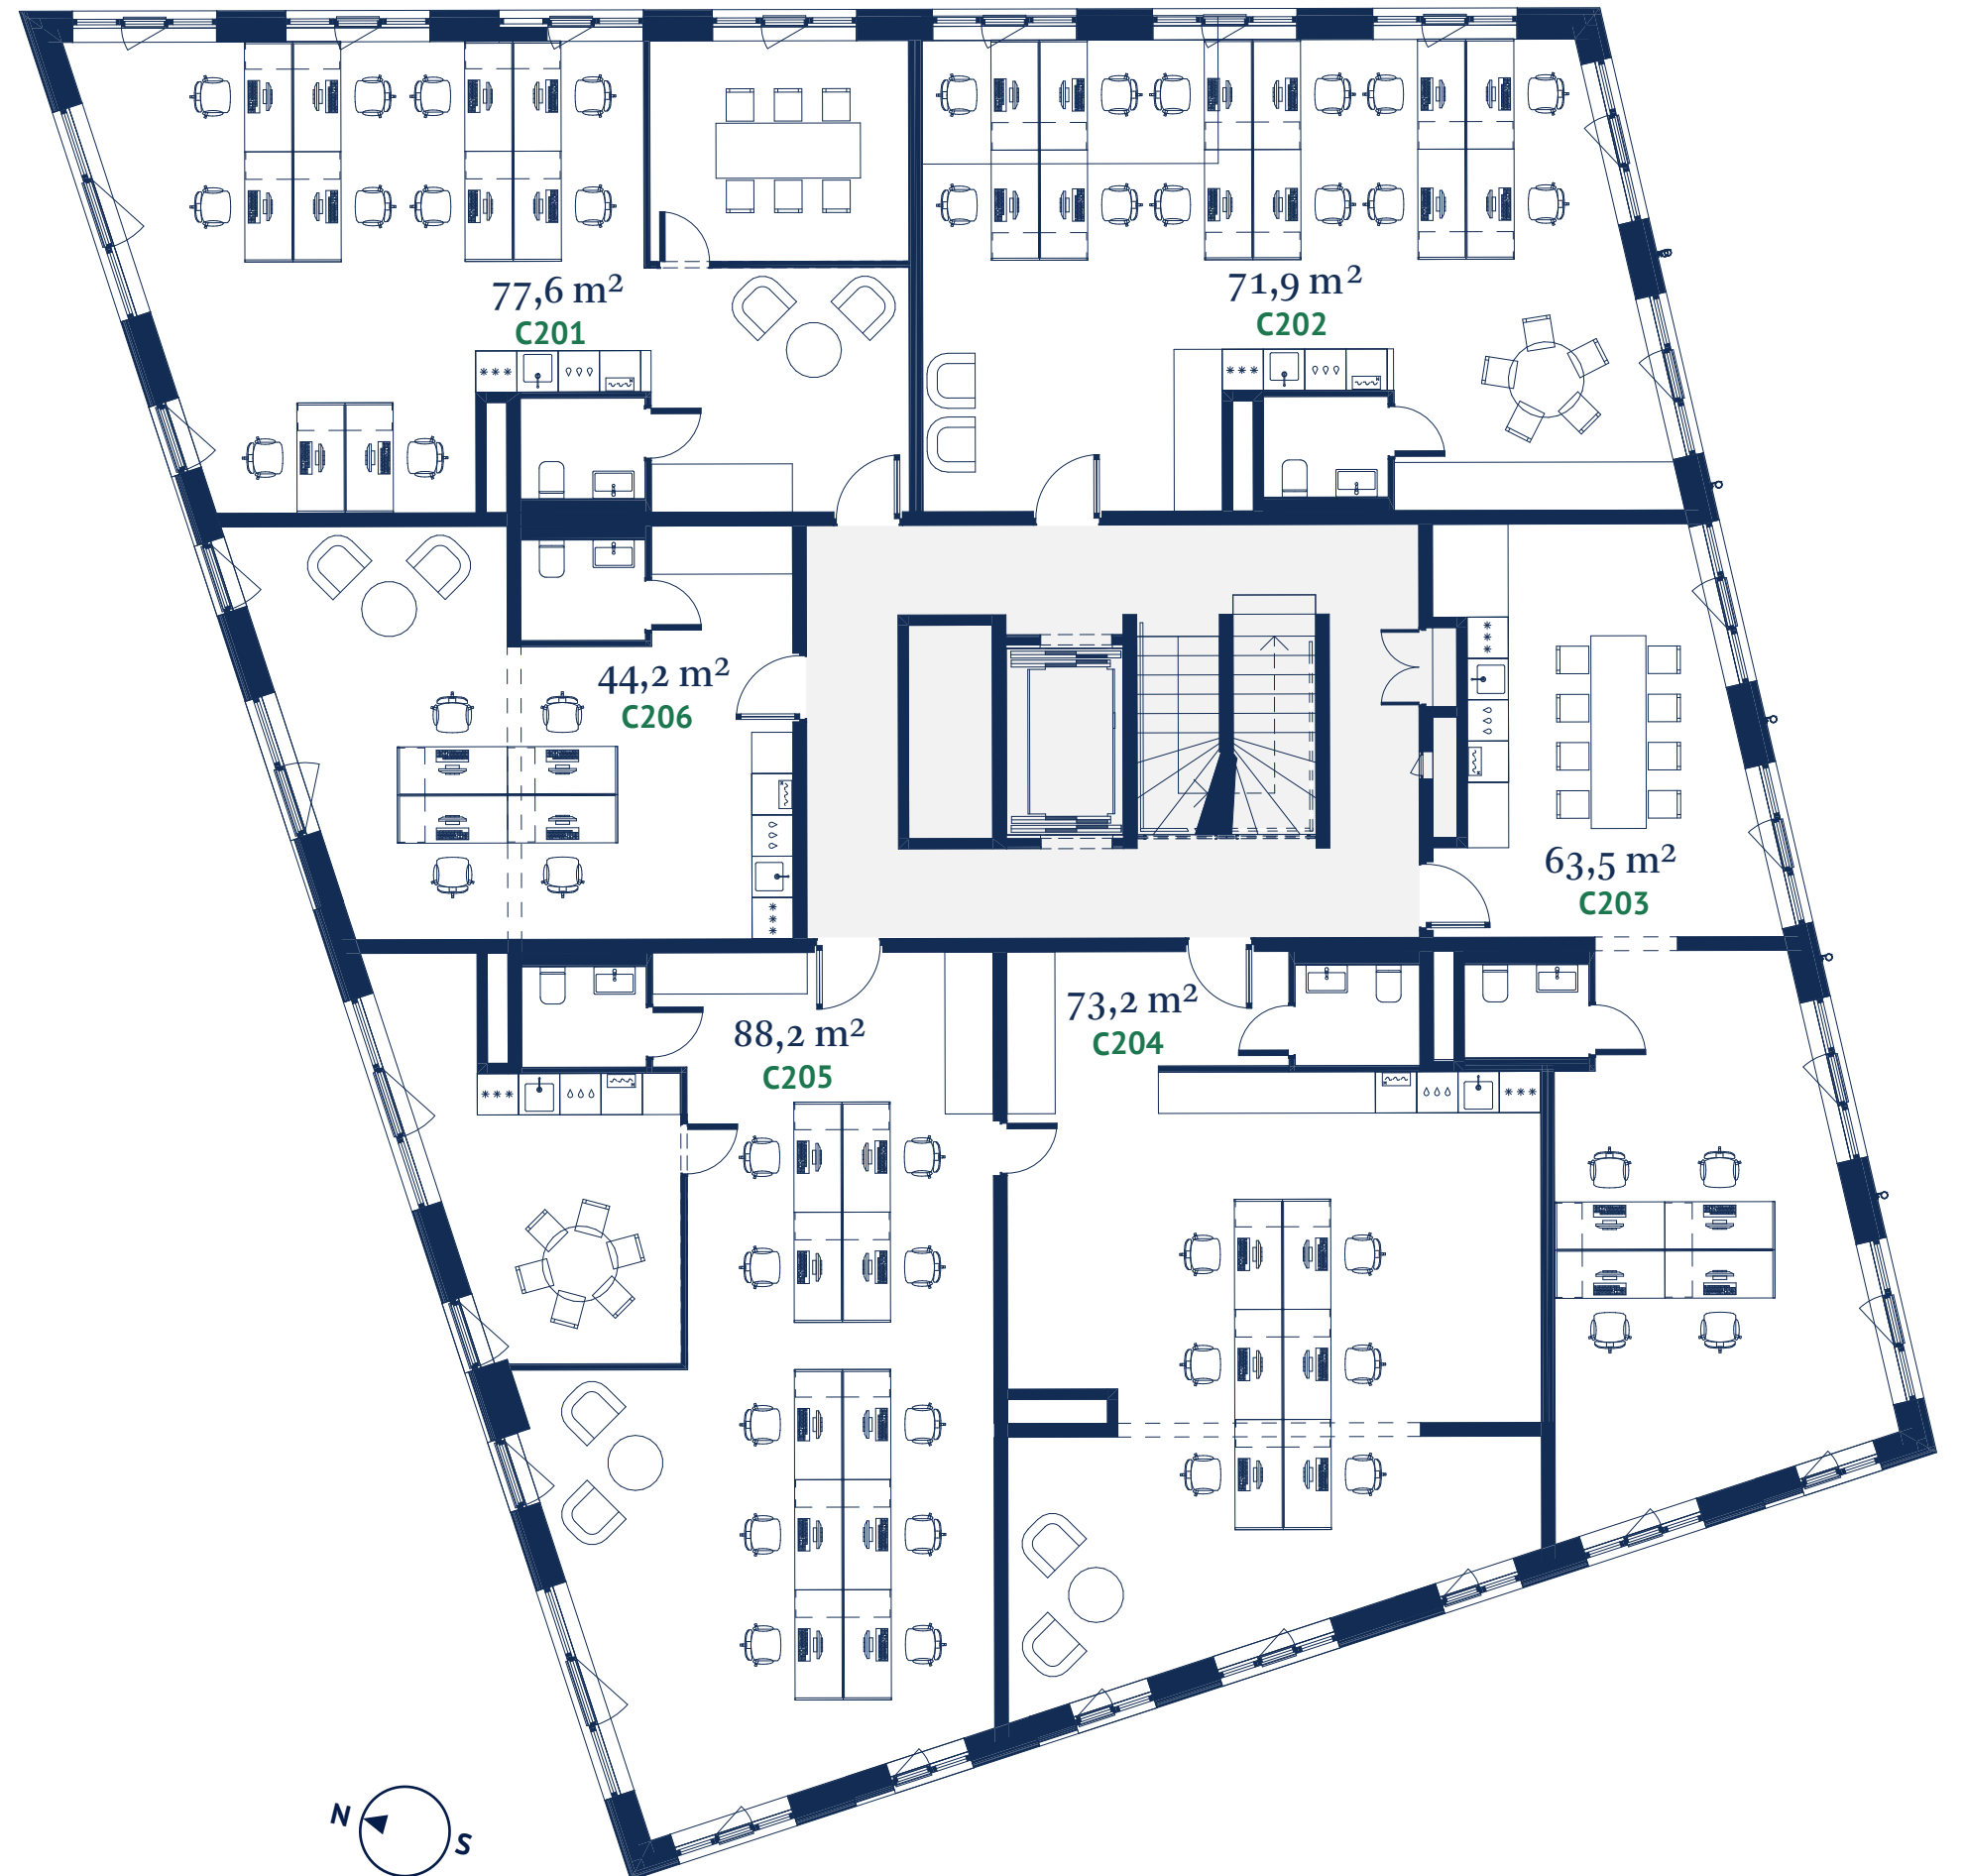 77,6 m²
C201
71,9 m²
C202
44,2 m²
C206
63,5 m²
C203
88,2 m²
C205
73,2 m²
C204
N
S